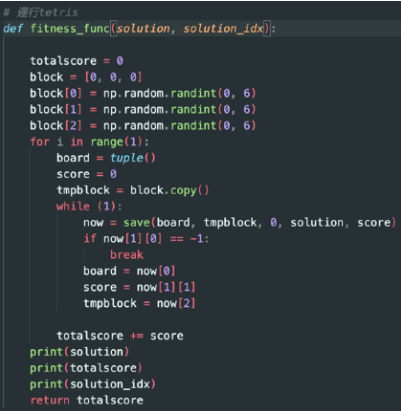 # 運行tetris
def fitness_func(solution, solution_idx):
totalscore = 0
block = [0, 0, 0]
block[0] = np.random.randint(0, 6)
block[1] = np.random.randint(0, 6)
block[2] = np.random.randint(0, 6)
for i in range(1):
board = tuple()
score = 0
tmpblock = block.copy()
while (1):
now = save(board, tmpblock, 0, solution, score)
if now[1][0] == -1:
break
board = now[0]
score = now[1][1]
tmpblock = now[2]
totalscore += score
print(solution)
print(totalscore)
print(solution_idx)
return totalscore